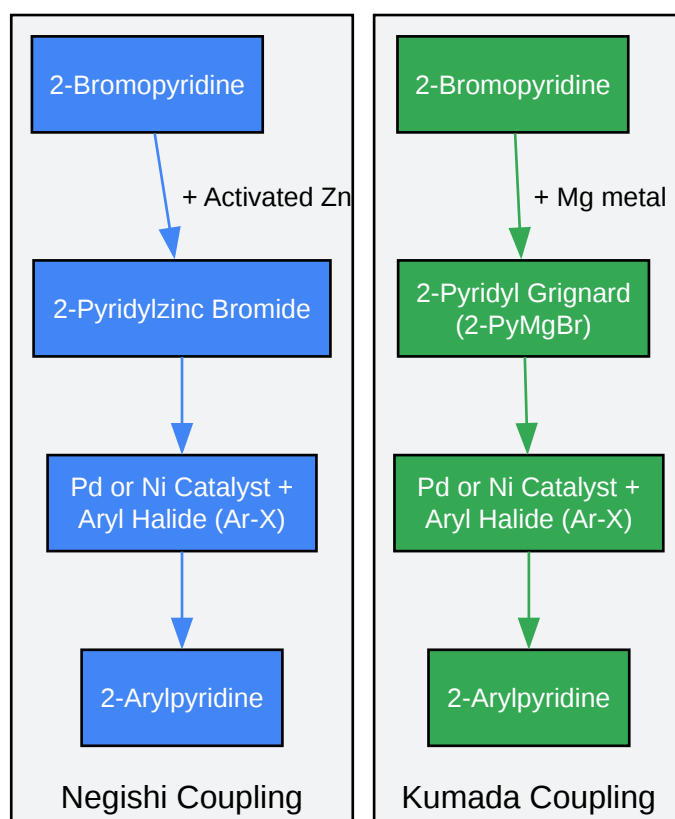 2-Bromopyridine
+ Activated Zn
2-Pyridylzinc Bromide
Pd or Ni Catalyst +
Aryl Halide (Ar-X)
2-Arylpyridine
Negishi Coupling
2-Bromopyridine
+ Mg metal
2-Pyridyl Grignard
(2-PyMgBr)
Pd or Ni Catalyst +
Aryl Halide (Ar-X)
2-Arylpyridine
Kumada Coupling